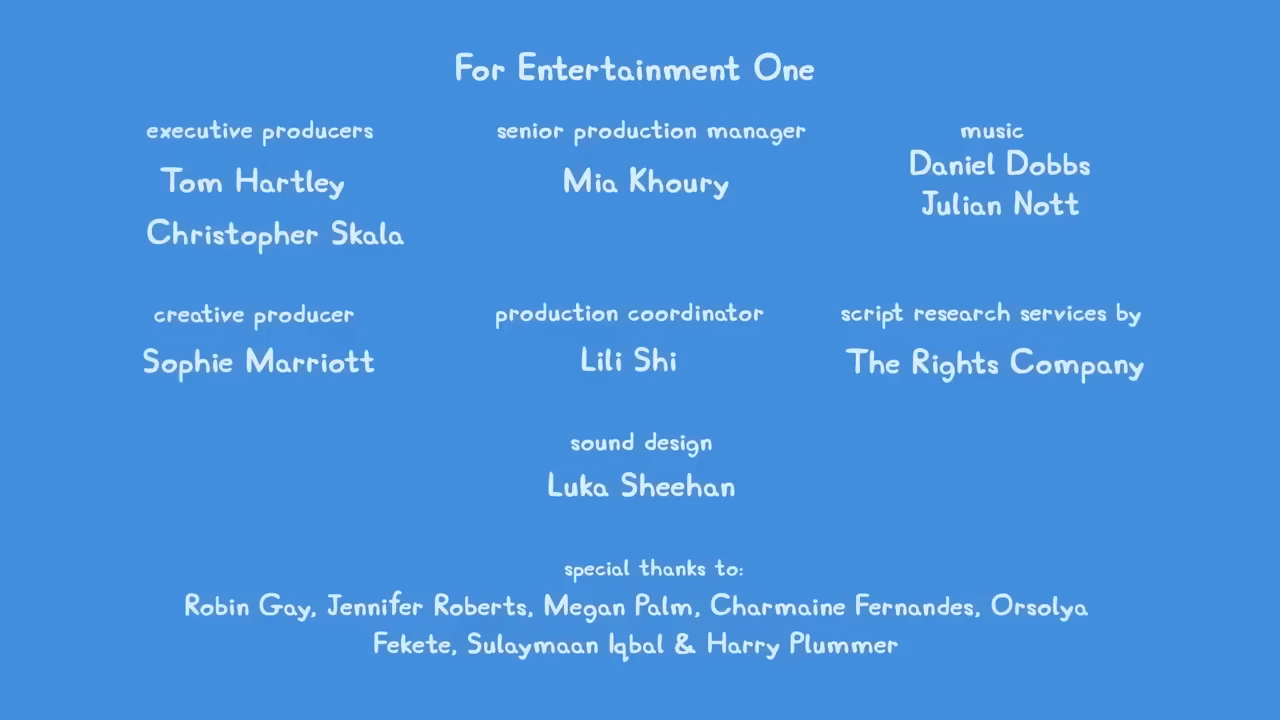 For Entertainment One
executive producers
Tom Hartley
Christopher Skala
senior production manager
Mia Khoury
music
Daniel Dobbs
Julian Nott
creative producer
Sophie Marriott
production coordinator
Lili Shi
script research services by
The Rights Company
sound design
Luka Sheehan
special thanks to:
Robin Gay, Jennifer Roberts, Megan Palm, Charmaine Fernandes, Orsolya
Fekete, Sulaymaan Iqbal & Harry Plummer